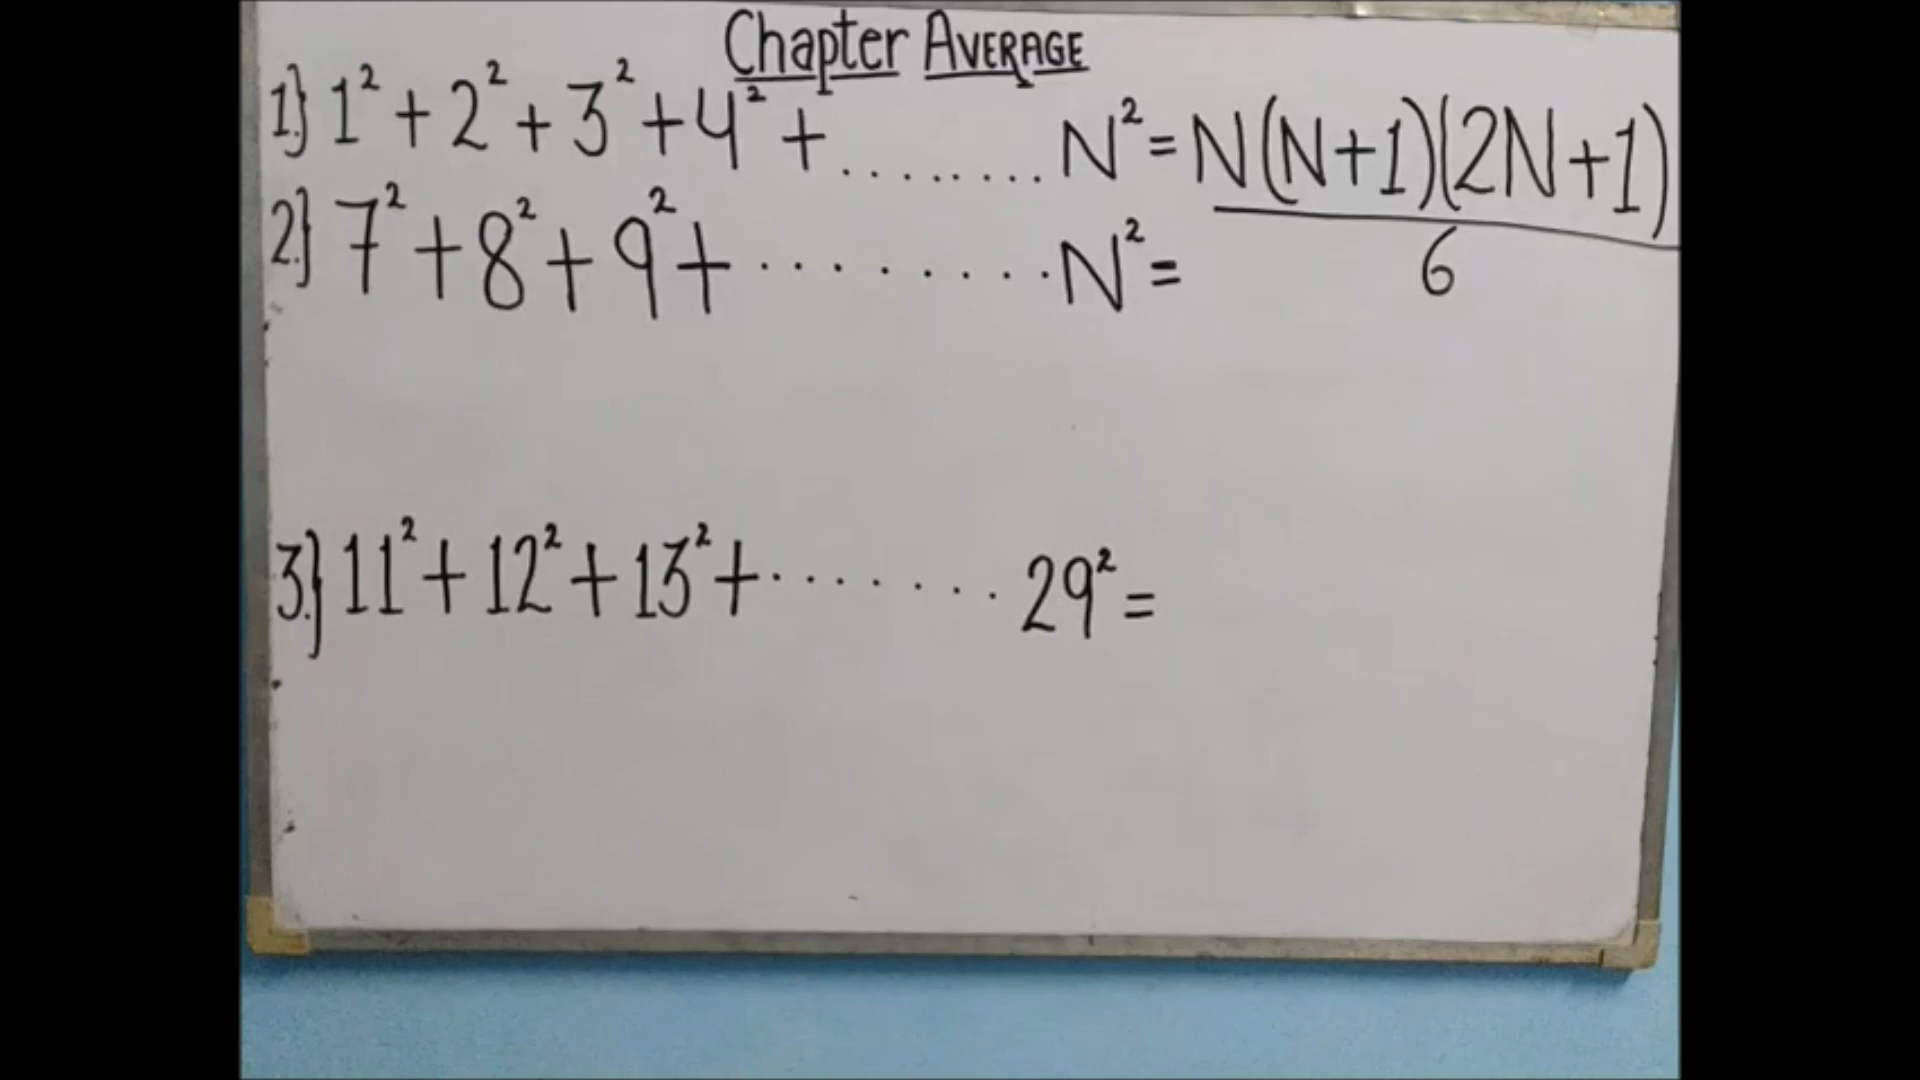 Chapter AVERAGE
1) 1² + 2² + 3² + 4² + ........ N² = N(N+1)(2N+1)
6
2) 7² + 8² + 9² + ......... N² =
3) 11² + 12² + 13² + ....... 29² =